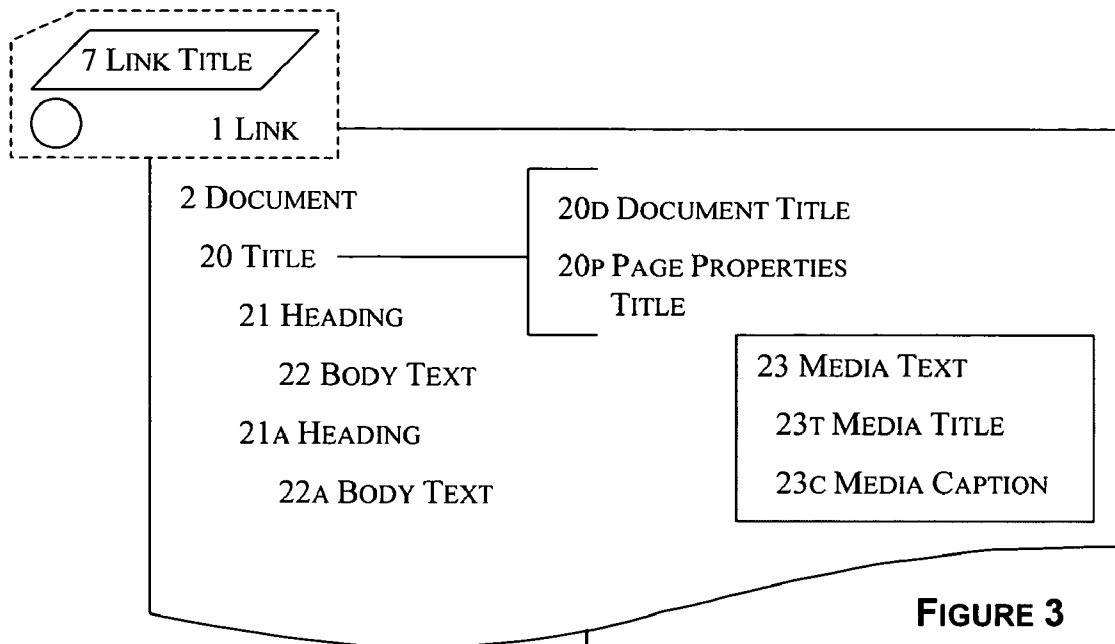 7 LINK TITLE
1 LINK
2 DOCUMENT
20 TITLE
20D DOCUMENT TITLE
20P PAGE PROPERTIES
TITLE
21 HEADING
22 BODY TEXT
21A HEADING
22A BODY TEXT
23 MEDIA TEXT
23T MEDIA TITLE
23C MEDIA CAPTION
FIGURE 3